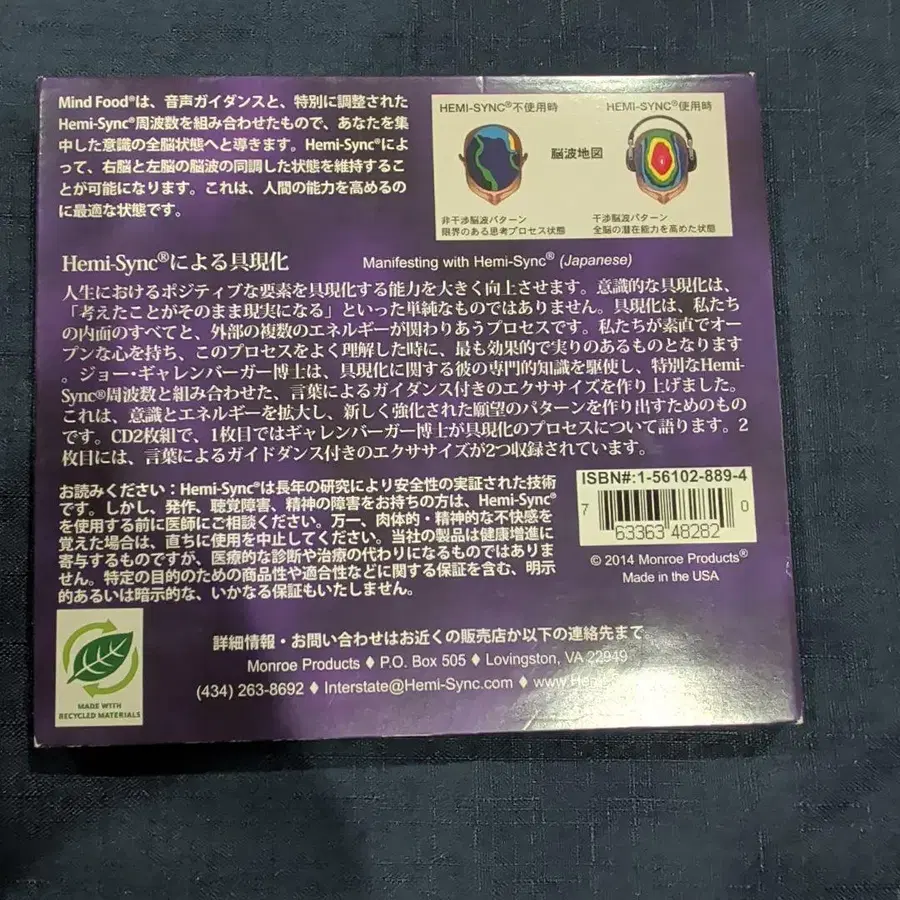 Mind Food®は、音声ガイダンスと、特別に調整された
Hemi-Sync®周波数を組み合わせたもので、あなたを集
中した意識の全脳状態へと導きます。Hemi-Sync®によ
って、右脳と左脳の脳波の同調した状態を維持するこ
とが可能になります。これは、人間の能力を高めるの
に最適な状態です。
HEMI-SYNC®不使用時
HEMI-SYNC®使用時
脳波地図
非干渉脳波パターン
限界のある思考プロセス状態
干渉脳波パターン
全脳の潜在能力を高めた状態
Hemi-Sync®による具現化
Manifesting with Hemi-Sync® (Japanese)
人生におけるポジティブな要素を具現化する能力を大きく向上させます。意識的な具現化は、
「考えたことがそのまま現実になる」といった単純なものではありません。具現化は、私たち
の内面のすべてと、外部の複数のエネルギーが関わりあうプロセスです。私たちが素直でオー
プンな心を持ち、このプロセスをよく理解した時に、最も効果的で実りのあるものとなります
。ジョー・ギャレンバーガー博士は、具現化に関する彼の専門的知識を駆使し、特別なHemi-
Sync®周波数と組み合わせた、言葉によるガイダンス付きのエクササイズを作り上げました。
これは、意識とエネルギーを拡大し、新しく強化された願望のパターンを作り出すためのもの
です。CD2枚組で、1枚目ではギャレンバーガー博士が具現化のプロセスについて語ります。2
枚目には、言葉によるガイドダンス付きのエクササイズが2つ収録されています。
お読みください：Hemi-Sync®は長年の研究により安全性の実証された技術
です。しかし、発作、聴覚障害、精神の障害をお持ちの方は、Hemi-Sync®
を使用する前に医師にご相談ください。万一、肉体的・精神的な不快感を
覚えた場合は、直ちに使用を中止してください。当社の製品は健康増進に
寄与するものですが、医療的な診断や治療の代わりになるものではありま
せん。特定の目的のための商品性や適合性などに関する保証を含む、明示
的あるいは暗示的な、いかなる保証もいたしません。
ISBN#:1-56102-889-4
7 63363 48282 0
© 2014 Monroe Products®
Made in the USA
MADE WITH
RECYCLED MATERIALS
詳細情報・お問い合わせはお近くの販売店か以下の連絡先まで。
Monroe Products ♦ P.O. Box 505 ♦ Lovingston, VA 22949
(434) 263-8692 ♦ Interstate@Hemi-Sync.com ♦